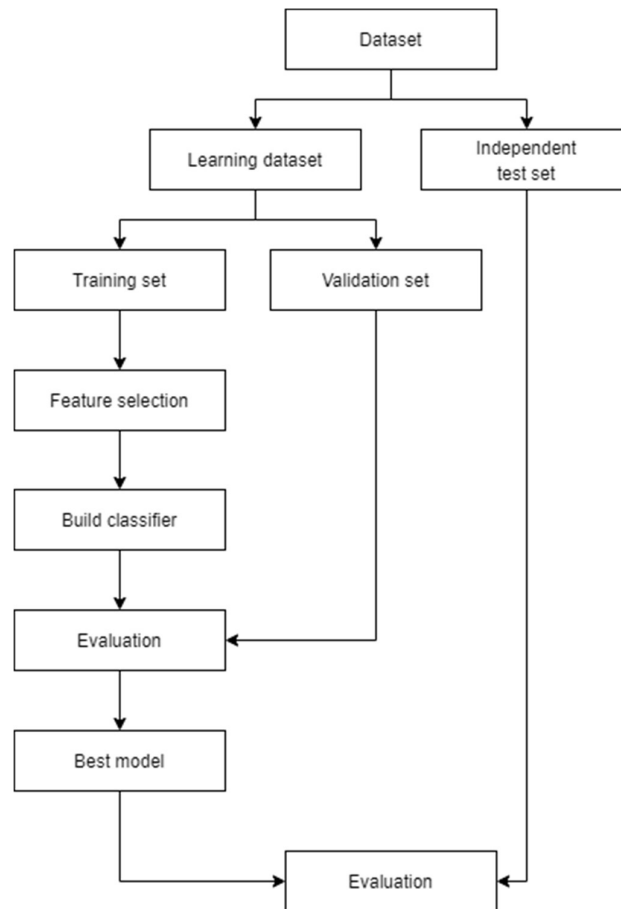 Dataset
Learning dataset
Independent
test set
Training set
Validation set
Feature selection
Build classifier
Evaluation
Best model
Evaluation